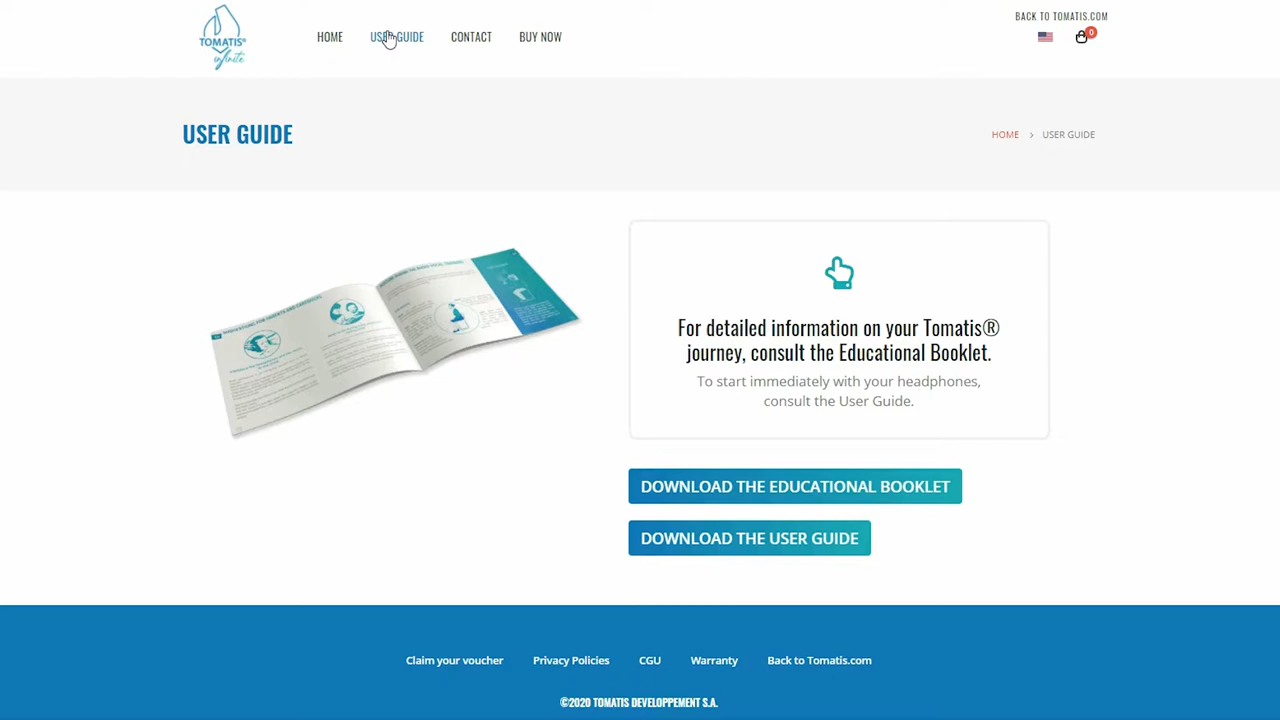 BACK TO TOMATIS.COM
TOMATIS®
infinite
HOME
USER GUIDE
CONTACT
BUY NOW
0
USER GUIDE
HOME > USER GUIDE
For detailed information on your Tomatis®
journey, consult the Educational Booklet.
To start immediately with your headphones,
consult the User Guide.
DOWNLOAD THE EDUCATIONAL BOOKLET
DOWNLOAD THE USER GUIDE
Claim your voucher
Privacy Policies
CGU
Warranty
Back to Tomatis.com
©2020 TOMATIS DEVELOPPEMENT S.A.